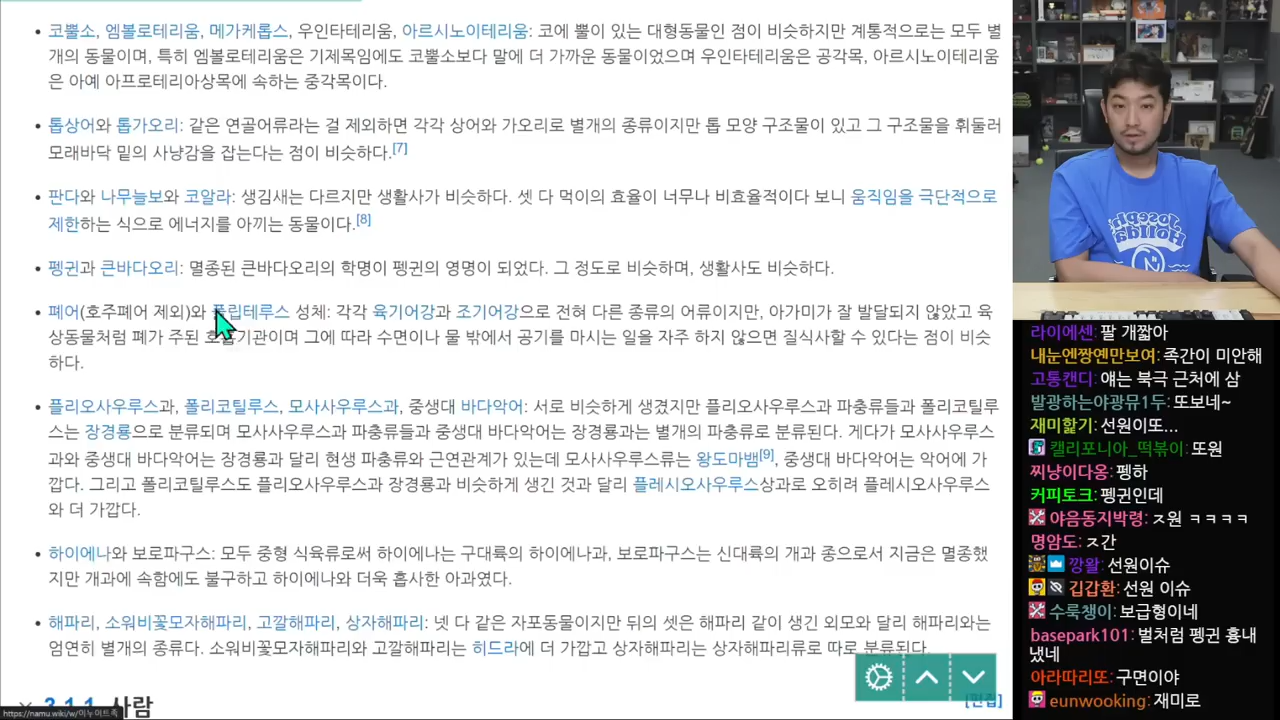 코뿔소, 엠볼로테리움, 메가케롭스, 우인타테리움, 아르시노이테리움: 코에 뿔이 있는 대형동물인 점이 비슷하지만 계통적으로는 모두 별
개의 동물이며, 특히 엠볼로테리움은 기제목임에도 코뿔소보다 말에 더 가까운 동물이었으며 우인타테리움은 공각목, 아르시노이테리움
은 아예 아프로테리아상목에 속하는 중각목이다.
톱상어와 톱가오리: 같은 연골어류라는 걸 제외하면 각각 상어와 가오리로 별개의 종류이지만 톱 모양 구조물이 있고 그 구조물을 휘둘러
모래바닥 밑의 사냥감을 잡는다는 점이 비슷하다.[7]
판다와 나무늘보와 코알라: 생김새는 다르지만 생활사가 비슷하다. 셋 다 먹이의 효율이 너무나 비효율적이다 보니 움직임을 극단적으로
제한하는 식으로 에너지를 아끼는 동물이다.[8]
펭귄과 큰바다오리: 멸종된 큰바다오리의 학명이 펭귄의 영명이 되었다. 그 정도로 비슷하며, 생활사도 비슷하다.
폐어(호주폐어 제외)와 폴립테루스 성체: 각각 육기어강과 조기어강으로 전혀 다른 종류의 어류이지만, 아가미가 잘 발달되지 않았고 육
상동물처럼 폐가 주된 호흡기관이며 그에 따라 수면이나 물 밖에서 공기를 마시는 일을 자주 하지 않으면 질식사할 수 있다는 점이 비슷
하다.
플리오사우루스과, 폴리코틸루스, 모사사우루스과, 중생대 바다악어: 서로 비슷하게 생겼지만 플리오사우루스과 파충류들과 폴리코틸루
스는 장경룡으로 분류되며 모사사우루스과 파충류들과 중생대 바다악어는 장경룡과는 별개의 파충류로 분류된다. 게다가 모사사우루스
과와 중생대 바다악어는 장경룡과 달리 현생 파충류와 근연관계가 있는데 모사사우루스류는 왕도마뱀[9], 중생대 바다악어는 악어에 가
깝다. 그리고 폴리코틸루스도 플리오사우루스과 장경룡과 비슷하게 생긴 것과 달리 플레시오사우루스상과로 오히려 플레시오사우루스
와 더 가깝다.
하이에나와 보로파구스: 모두 중형 식육류로써 하이에나는 구대륙의 하이에나과, 보로파구스는 신대륙의 개과 종으로서 지금은 멸종했
지만 개과에 속함에도 불구하고 하이에나와 더욱 흡사한 아과였다.
해파리, 소워비꽃모자해파리, 고깔해파리, 상자해파리: 넷 다 같은 자포동물이지만 뒤의 셋은 해파리 같이 생긴 외모와 달리 해파리와는
엄연히 별개의 종류다. 소워비꽃모자해파리와 고깔해파리는 히드라에 더 가깝고 상자해파리는 상자해파리류로 따로 분류된다.
3.1.1. 사람
[편집]
https://namu.wiki/w/이누이트족
라이에센: 팔 개짧아
내눈엔짱옌만보여: 족간이 미안해
고통캔디: 얘는 북극 근처에 삼
발광하는야광뮤1두: 또보네~
재미핥기: 선원이또...
캘리포니아_떡볶이: 또원
찌냥이다옹: 펭하
커피토크: 펭귄인데
야음동지박령: ㅈ원 ㅋㅋㅋㅋ
명암도: ㅈ간
깡왈: 선원이슈
김갑환: 선원 이슈
수룩챙이: 보급형이네
basepark101: 벌처럼 펭귄 흉내
냈네
아라따리또: 구면이야
eunwooking: 재미로